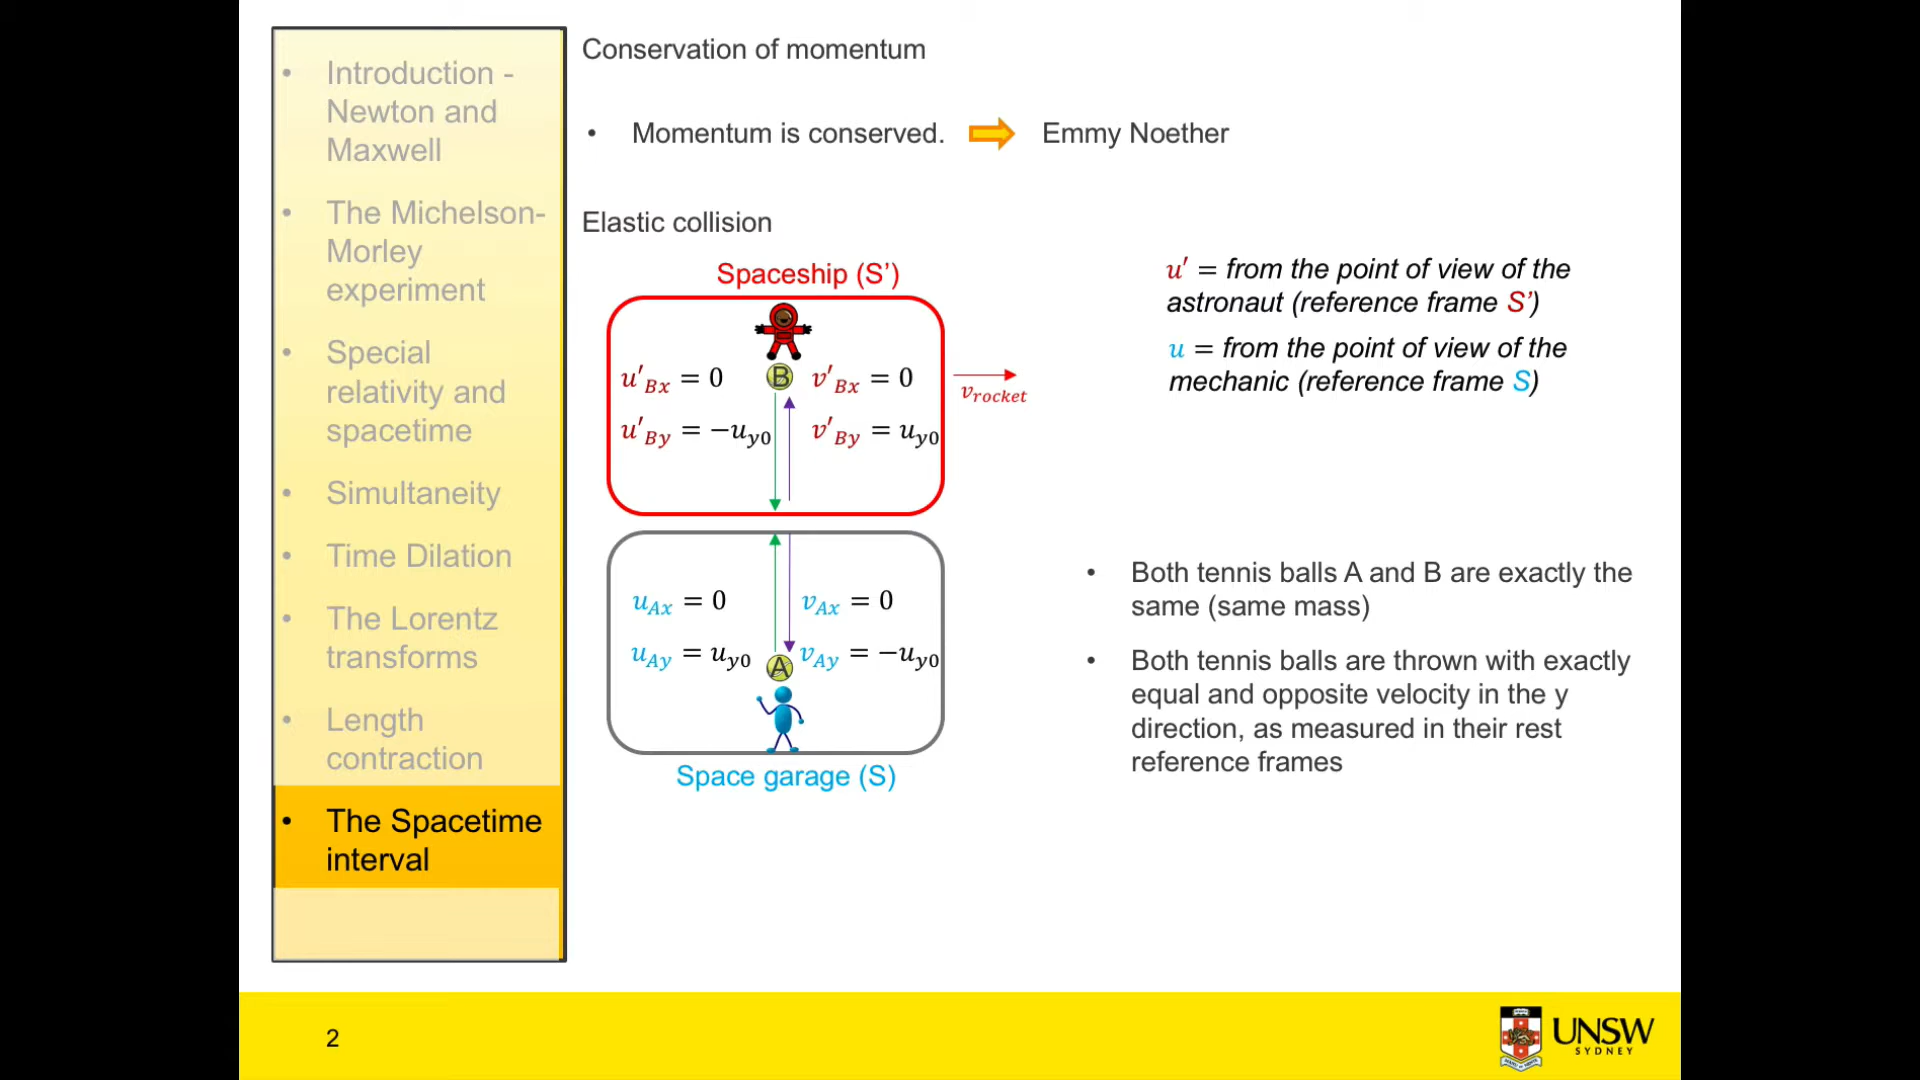 • Introduction -
Newton and
Maxwell
• The Michelson-
Morley
experiment
• Special
relativity and
spacetime
• Simultaneity
• Time Dilation
• The Lorentz
transforms
• Length
contraction
• The Spacetime
interval
Conservation of momentum
• Momentum is conserved. Emmy Noether
Elastic collision
Spaceship (S’)
u'Bx = 0 B v'Bx = 0
u'By = −uy0 v'By = uy0
vrocket
uAx = 0 vAx = 0
uAy = uy0 A vAy = −uy0
Space garage (S)
u' = from the point of view of the
astronaut (reference frame S’)
u = from the point of view of the
mechanic (reference frame S)
• Both tennis balls A and B are exactly the
same (same mass)
• Both tennis balls are thrown with exactly
equal and opposite velocity in the y
direction, as measured in their rest
reference frames
2
UNSW
SYDNEY